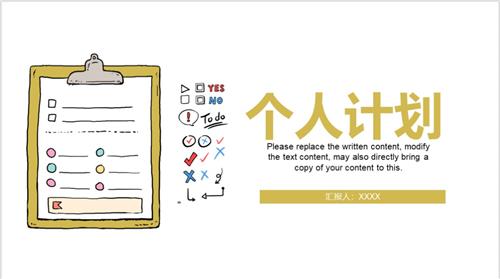 YES
NO
To do
个人计划
Please replace the written content, modify
the text content, may also directly bring a
copy of your content to this.
汇报人：XXXX